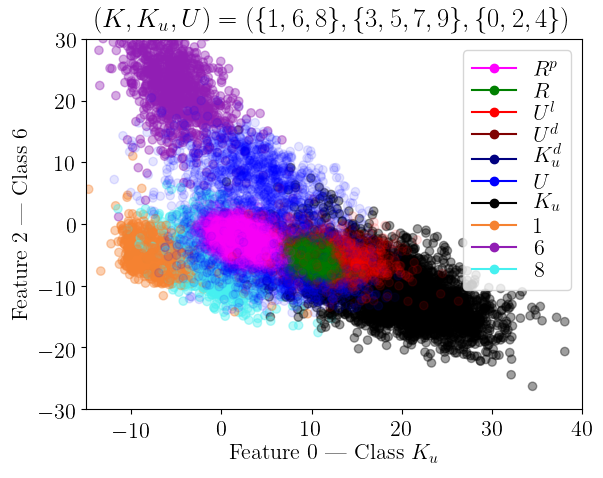 (K, K_u, U) = ({1, 6, 8}, {3, 5, 7, 9}, {0, 2, 4})
30
20
10
0
−10
−20
−30
Feature 2 — Class 6
R^p
R
U^l
U^d
K_u^d
U
K_u
1
6
8
−10 0 10 20 30 40
Feature 0 — Class K_u